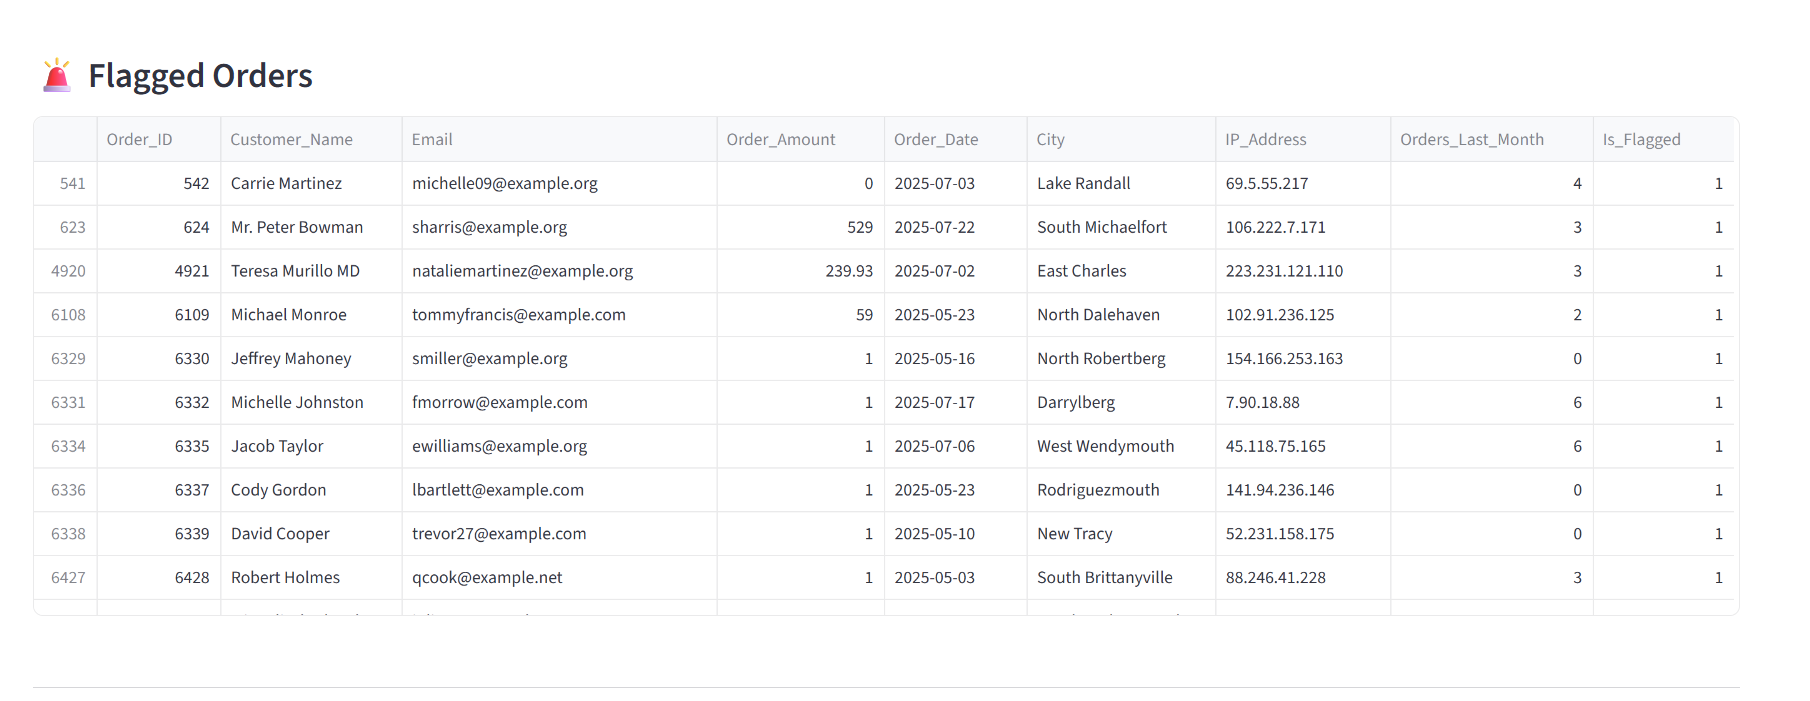 Flagged Orders
Order_ID Customer_Name Email Order_Amount Order_Date City IP_Address Orders_Last_Month Is_Flagged
541 542 Carrie Martinez michelle09@example.org 0 2025-07-03 Lake Randall 69.5.55.217 4 1
623 624 Mr. Peter Bowman sharris@example.org 529 2025-07-22 South Michaelfort 106.222.7.171 3 1
4920 4921 Teresa Murillo MD nataliemartinez@example.org 239.93 2025-07-02 East Charles 223.231.121.110 3 1
6108 6109 Michael Monroe tommyfrancis@example.com 59 2025-05-23 North Dalehaven 102.91.236.125 2 1
6329 6330 Jeffrey Mahoney smiller@example.org 1 2025-05-16 North Robertberg 154.166.253.163 0 1
6331 6332 Michelle Johnston fmorrow@example.com 1 2025-07-17 Darrylberg 7.90.18.88 6 1
6334 6335 Jacob Taylor ewilliams@example.org 1 2025-07-06 West Wendymouth 45.118.75.165 6 1
6336 6337 Cody Gordon lbartlett@example.com 1 2025-05-23 Rodriguezmouth 141.94.236.146 0 1
6338 6339 David Cooper trevor27@example.com 1 2025-05-10 New Tracy 52.231.158.175 0 1
6427 6428 Robert Holmes qcook@example.net 1 2025-05-03 South Brittanyville 88.246.41.228 3 1